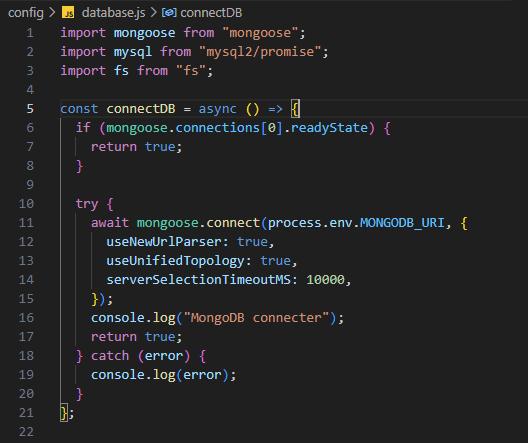 config > JS database.js > connectDB
1 import mongoose from "mongoose";
2 import mysql from "mysql2/promise";
3 import fs from "fs";
4
5 const connectDB = async () => {
6   if (mongoose.connections[0].readyState) {
7     return true;
8   }
9
10   try {
11     await mongoose.connect(process.env.MONGODB_URI, {
12       useNewUrlParser: true,
13       useUnifiedTopology: true,
14       serverSelectionTimeoutMS: 10000,
15     });
16     console.log("MongoDB connecter");
17     return true;
18   } catch (error) {
19     console.log(error);
20   }
21 };
22